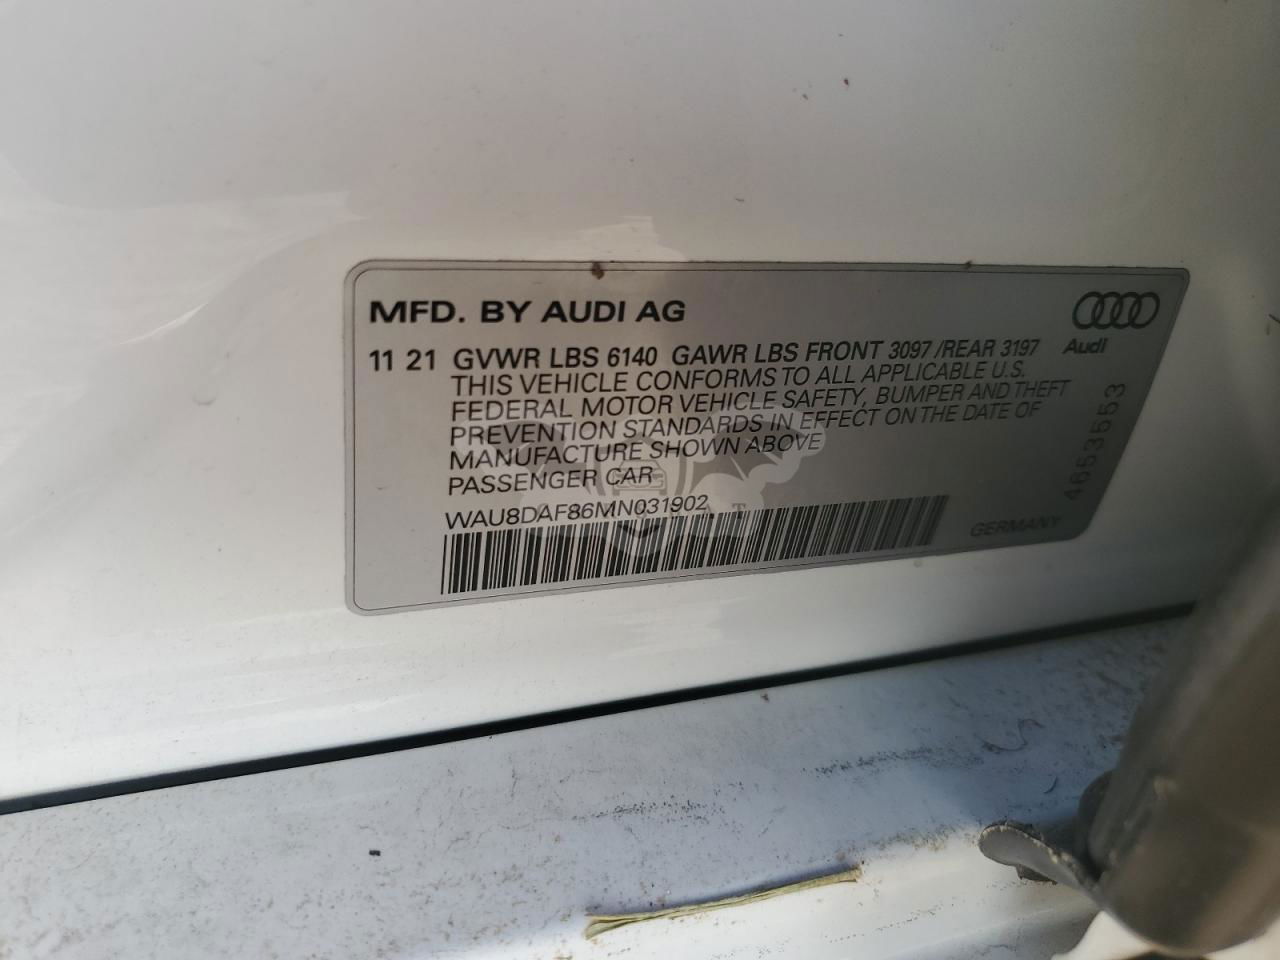 MFD. BY AUDI AG
11 21 GVWR LBS 6140 GAWR LBS FRONT 3097 /REAR 3197
Audi
THIS VEHICLE CONFORMS TO ALL APPLICABLE U.S.
FEDERAL MOTOR VEHICLE SAFETY, BUMPER AND THEFT
PREVENTION STANDARDS IN EFFECT ON THE DATE OF
MANUFACTURE SHOWN ABOVE
PASSENGER CAR
WAU8DAF86MN031902
GERMANY
4653553